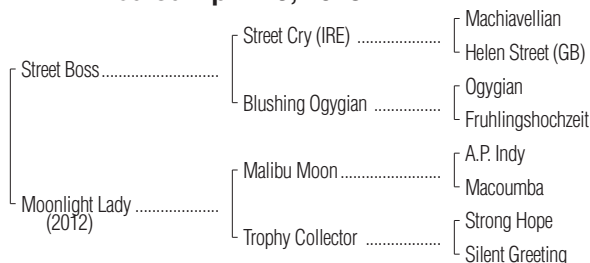 Machiavellian
Street Cry (IRE) ....................
Helen Street (GB)
Street Boss ..............................
Ogygian
Blushing Ogygian .................
Fruhlingshochzeit
A.P. Indy
Malibu Moon .........................
Macoumba
Moonlight Lady .....................
(2012)
Strong Hope
Trophy Collector ...................
Silent Greeting